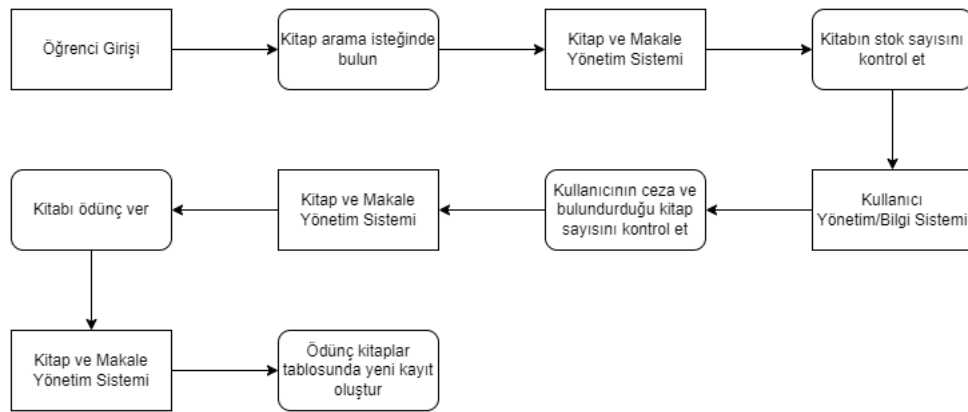 Öğrenci Girişi
Kitap arama isteğinde
bulun
Kitap ve Makale
Yönetim Sistemi
Kitabın stok sayısını
kontrol et
Kullanıcı
Yönetim/Bilgi Sistemi
Kullanıcının ceza ve
bulundurduğu kitap
sayısını kontrol et
Kitap ve Makale
Yönetim Sistemi
Kitabı ödünç ver
Kitap ve Makale
Yönetim Sistemi
Ödünç kitaplar
tablosunda yeni kayıt
oluştur